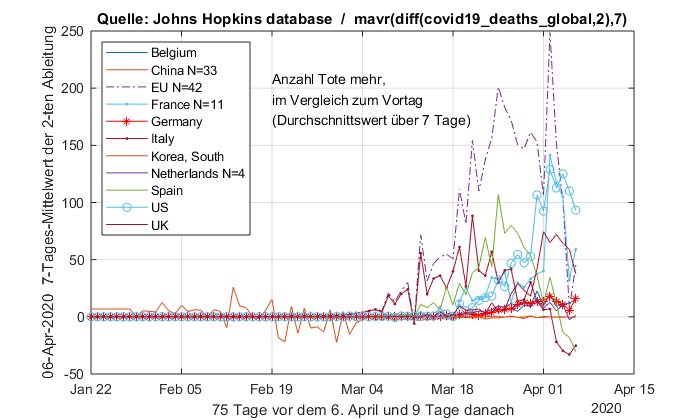 Quelle: Johns Hopkins database / mavr(diff(covid19_deaths_global,2),7)
06-Apr-2020 7-Tages-Mittelwert der 2-ten Ableitung
250
200
150
100
50
0
-50
Belgium
China N=33
EU N=42
France N=11
Germany
Italy
Korea, South
Netherlands N=4
Spain
US
UK
Anzahl Tote mehr,
im Vergleich zum Vortag
(Durchschnittswert über 7 Tage)
Jan 22 Feb 05 Feb 19 Mar 04 Mar 18 Apr 01 Apr 15
2020
75 Tage vor dem 6. April und 9 Tage danach